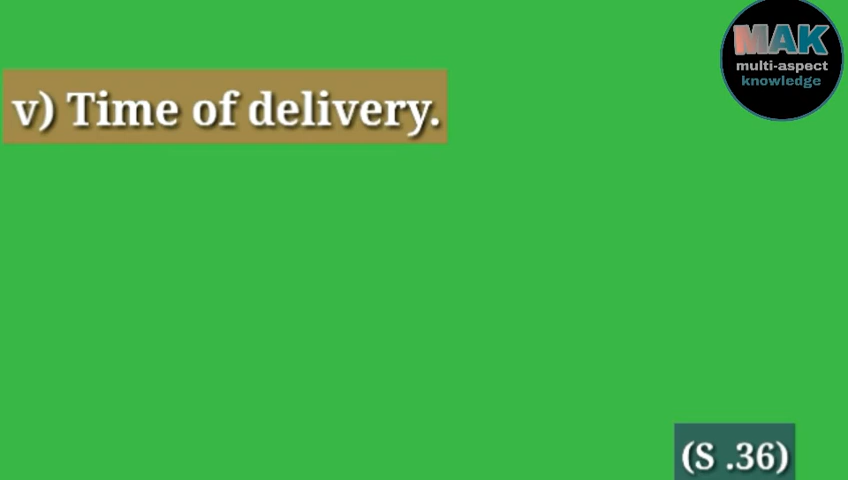 MAK
multi-aspect
knowledge
v) Time of delivery.
(S .36)